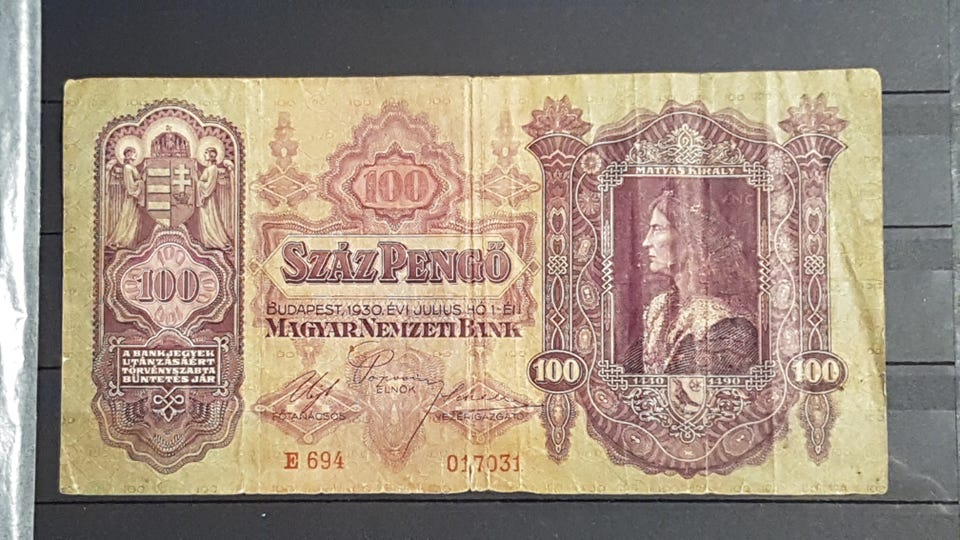 100
A BANKJEGYEK
UTÁNZÁSÁÉRT
TÖRVÉNYSZABTA
BÜNTETÉS JÁR
100
SZÁZ PENGŐ
BUDAPEST, 1930. ÉVI JULIUS HÓ 1-ÉN
MAGYAR NEMZETI BANK
ELNÖK
FŐTANÁCSOS
VEZÉRIGAZGATÓ
E 694 017031
MÁTYÁS KIRÁLY
100 100
1440 1490